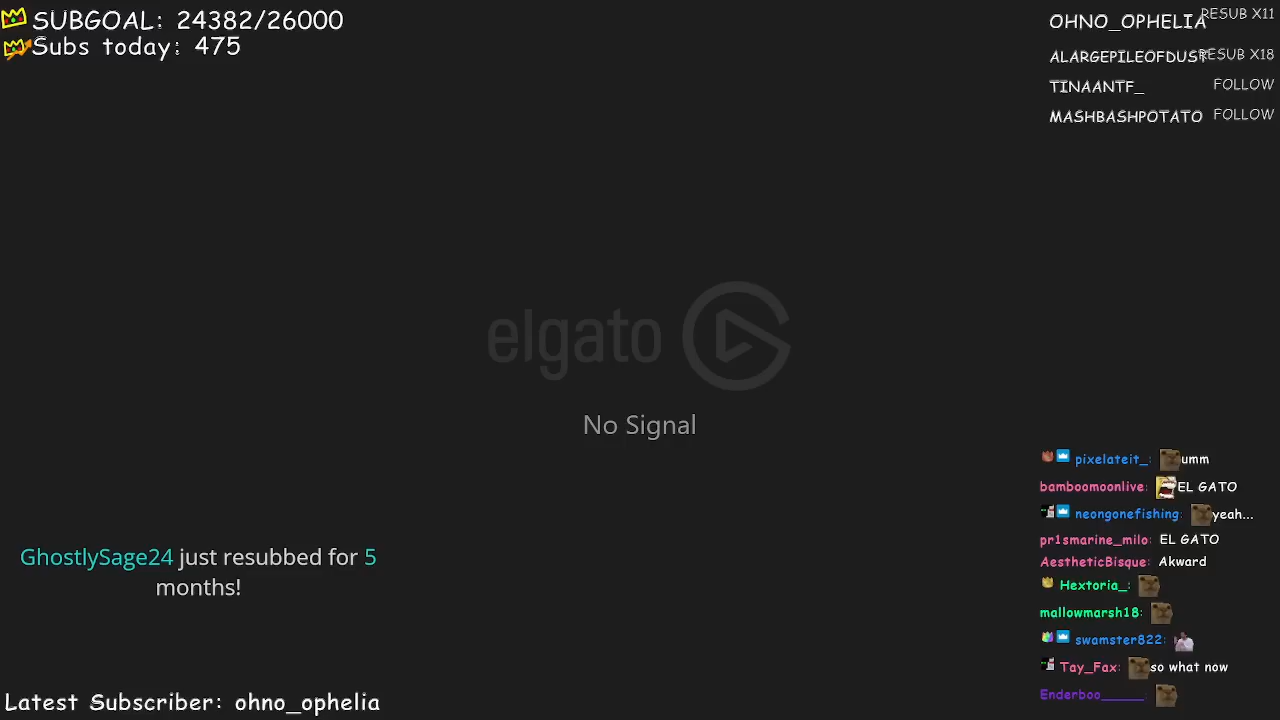 SUBGOAL: 24382/26000
Subs today: 475
OHNO_OPHELIA RESUB X11
ALARGEPILEOFDUST RESUB X18
TINAANTF_ FOLLOW
MASHBASHPOTATO FOLLOW
elgato
No Signal
pixelateit_: umm
bamboomoonlive: EL GATO
neongonefishing: yeah...
pr1smarine_milo: EL GATO
AestheticBisque: Akward
Hextoria_:
mallowmarsh18:
swamster822:
Tay_Fax: so what now
Enderboo_____:
GhostlySage24 just resubbed for 5
months!
Latest Subscriber: ohno_ophelia